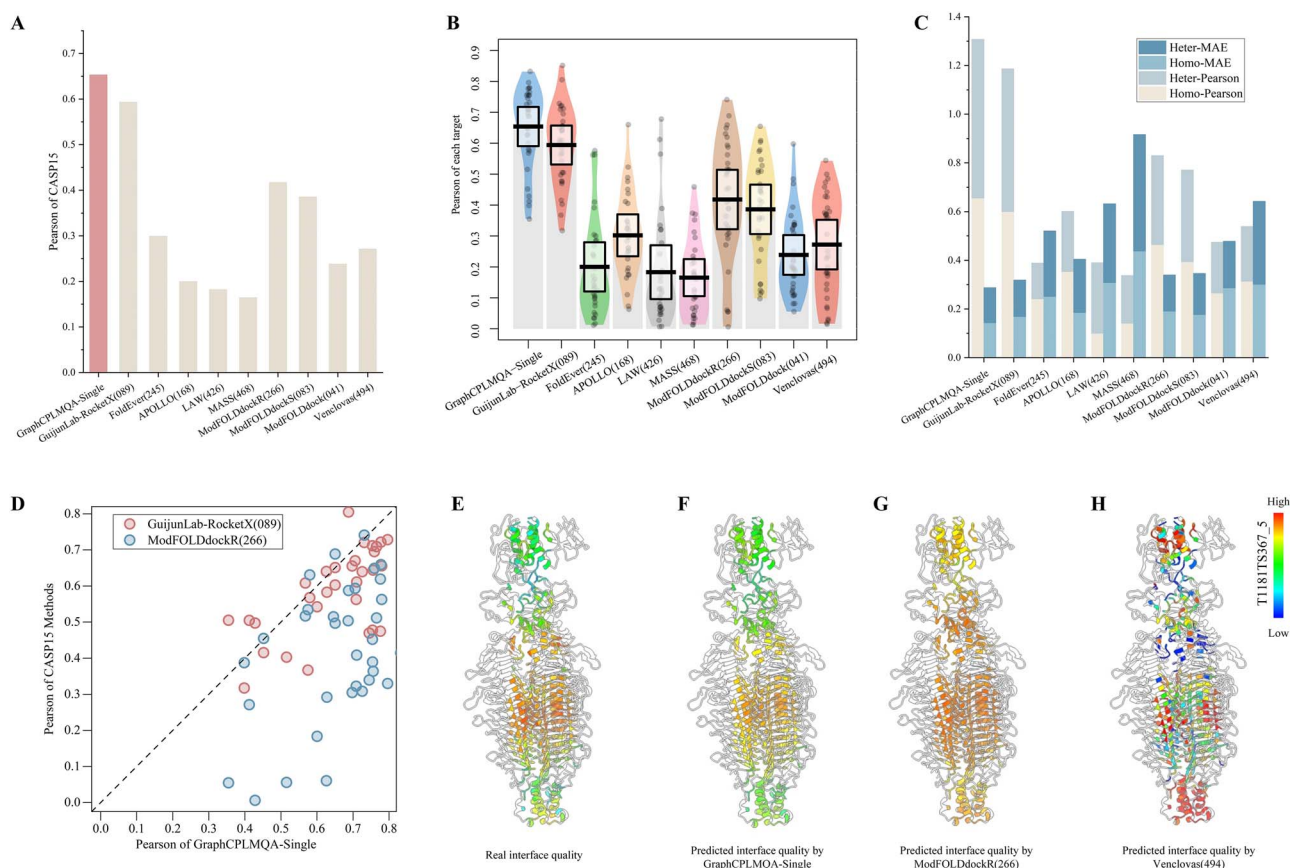 A
Pearson of CASP15
0.7
0.6
0.5
0.4
0.3
0.2
0.1
0.0
GraphCPLMQA-Single
GuijunLab-RocketX(089)
FoldEver(245)
APOLLO(168)
LAW(426)
MASS(468)
ModFOLDdockR(266)
ModFOLDdockS(083)
ModFOLDdock(041)
Venclovas(494)
B
Pearson of each target
0.9
0.8
0.7
0.6
0.5
0.4
0.3
0.2
0.1
0.0
GraphCPLMQA-Single
GuijunLab-RocketX(089)
FoldEver(245)
APOLLO(168)
LAW(426)
MASS(468)
ModFOLDdockR(266)
ModFOLDdockS(083)
ModFOLDdock(041)
Venclovas(494)
C
1.4
1.2
1.0
0.8
0.6
0.4
0.2
0.0
Heter-MAE
Homo-MAE
Heter-Pearson
Homo-Pearson
GraphCPLMQA-Single
GuijunLab-RocketX(089)
FoldEver(245)
APOLLO(168)
LAW(426)
MASS(468)
ModFOLDdockR(266)
ModFOLDdockS(083)
ModFOLDdock(041)
Venclovas(494)
D
Pearson of CASP15 Methods
0.8
0.7
0.6
0.5
0.4
0.3
0.2
0.1
0.0
GuijunLab-RocketX(089)
ModFOLDdockR(266)
0.0 0.1 0.2 0.3 0.4 0.5 0.6 0.7 0.8
Pearson of GraphCPLMQA-Single
E
Real interface quality
F
Predicted interface quality by
GraphCPLMQA-Single
G
Predicted interface quality by
ModFOLDdockR(266)
H
Predicted interface quality by
Venclovas(494)
High
T1181TS367_5
Low